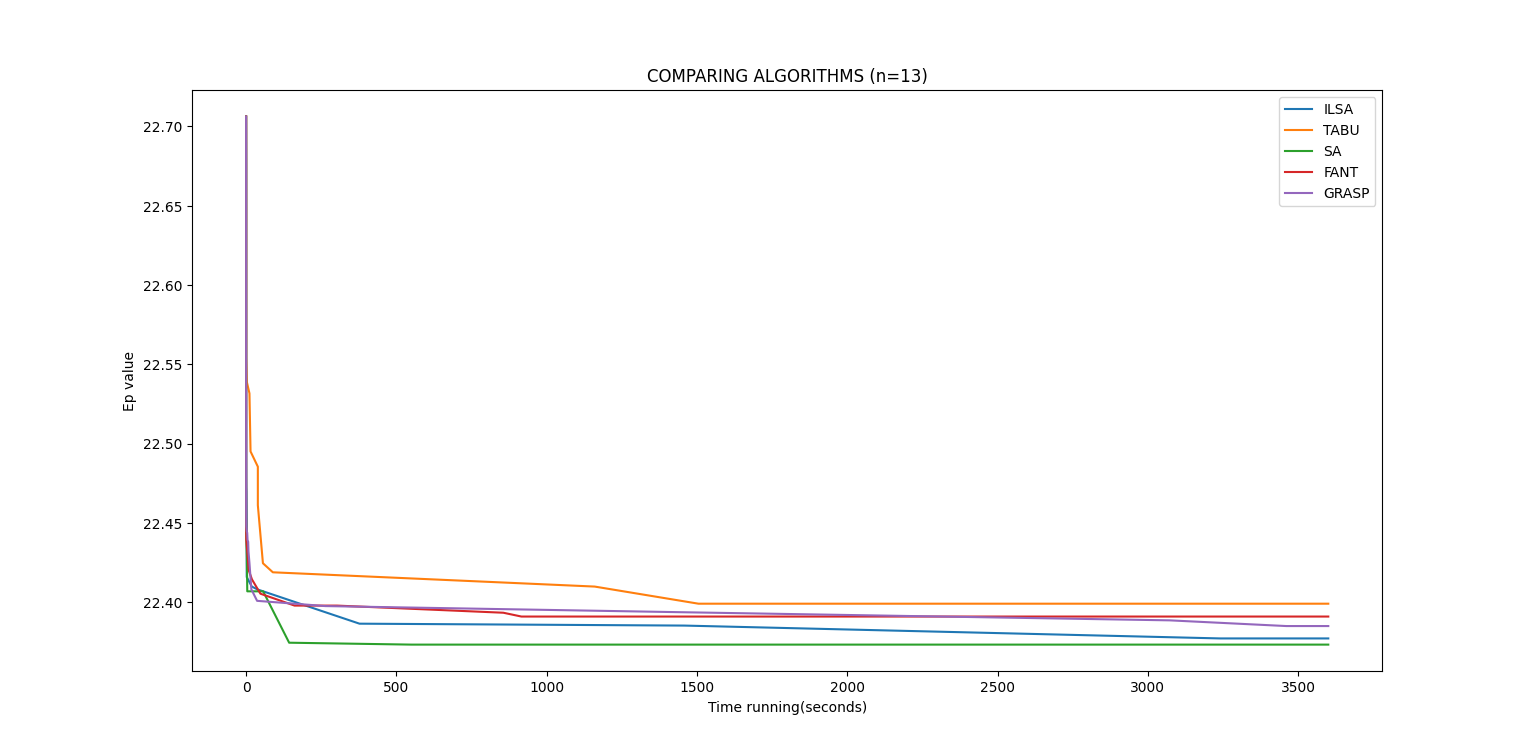 COMPARING ALGORITHMS (n=13)
ILSA
TABU
SA
FANT
GRASP
Ep value
22.70
22.65
22.60
22.55
22.50
22.45
22.40
0 500 1000 1500 2000 2500 3000 3500
Time running(seconds)